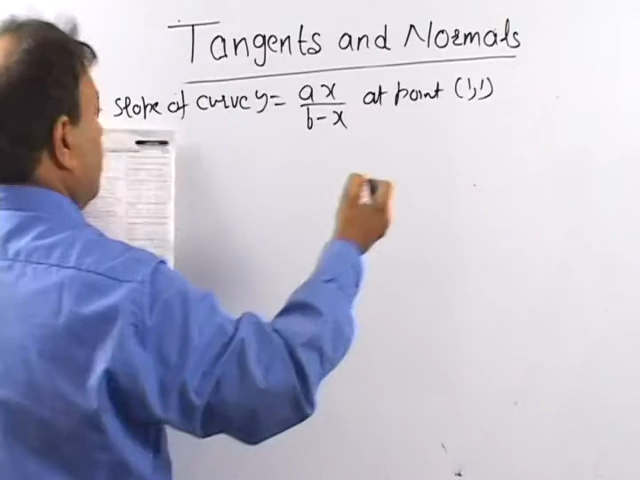 Tangents and Normals
Slope of curve y = ax/(b-x) at point (1,1)